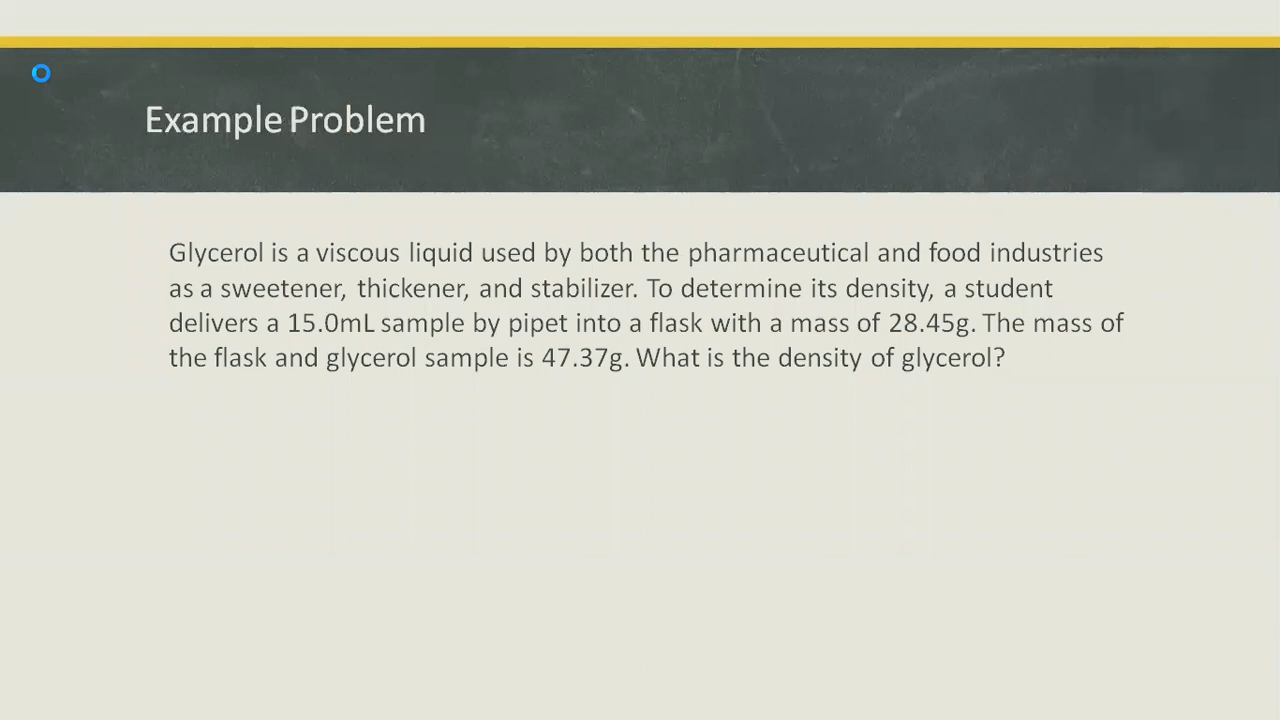 Example Problem
Glycerol is a viscous liquid used by both the pharmaceutical and food industries
as a sweetener, thickener, and stabilizer. To determine its density, a student
delivers a 15.0mL sample by pipet into a flask with a mass of 28.45g. The mass of
the flask and glycerol sample is 47.37g. What is the density of glycerol?